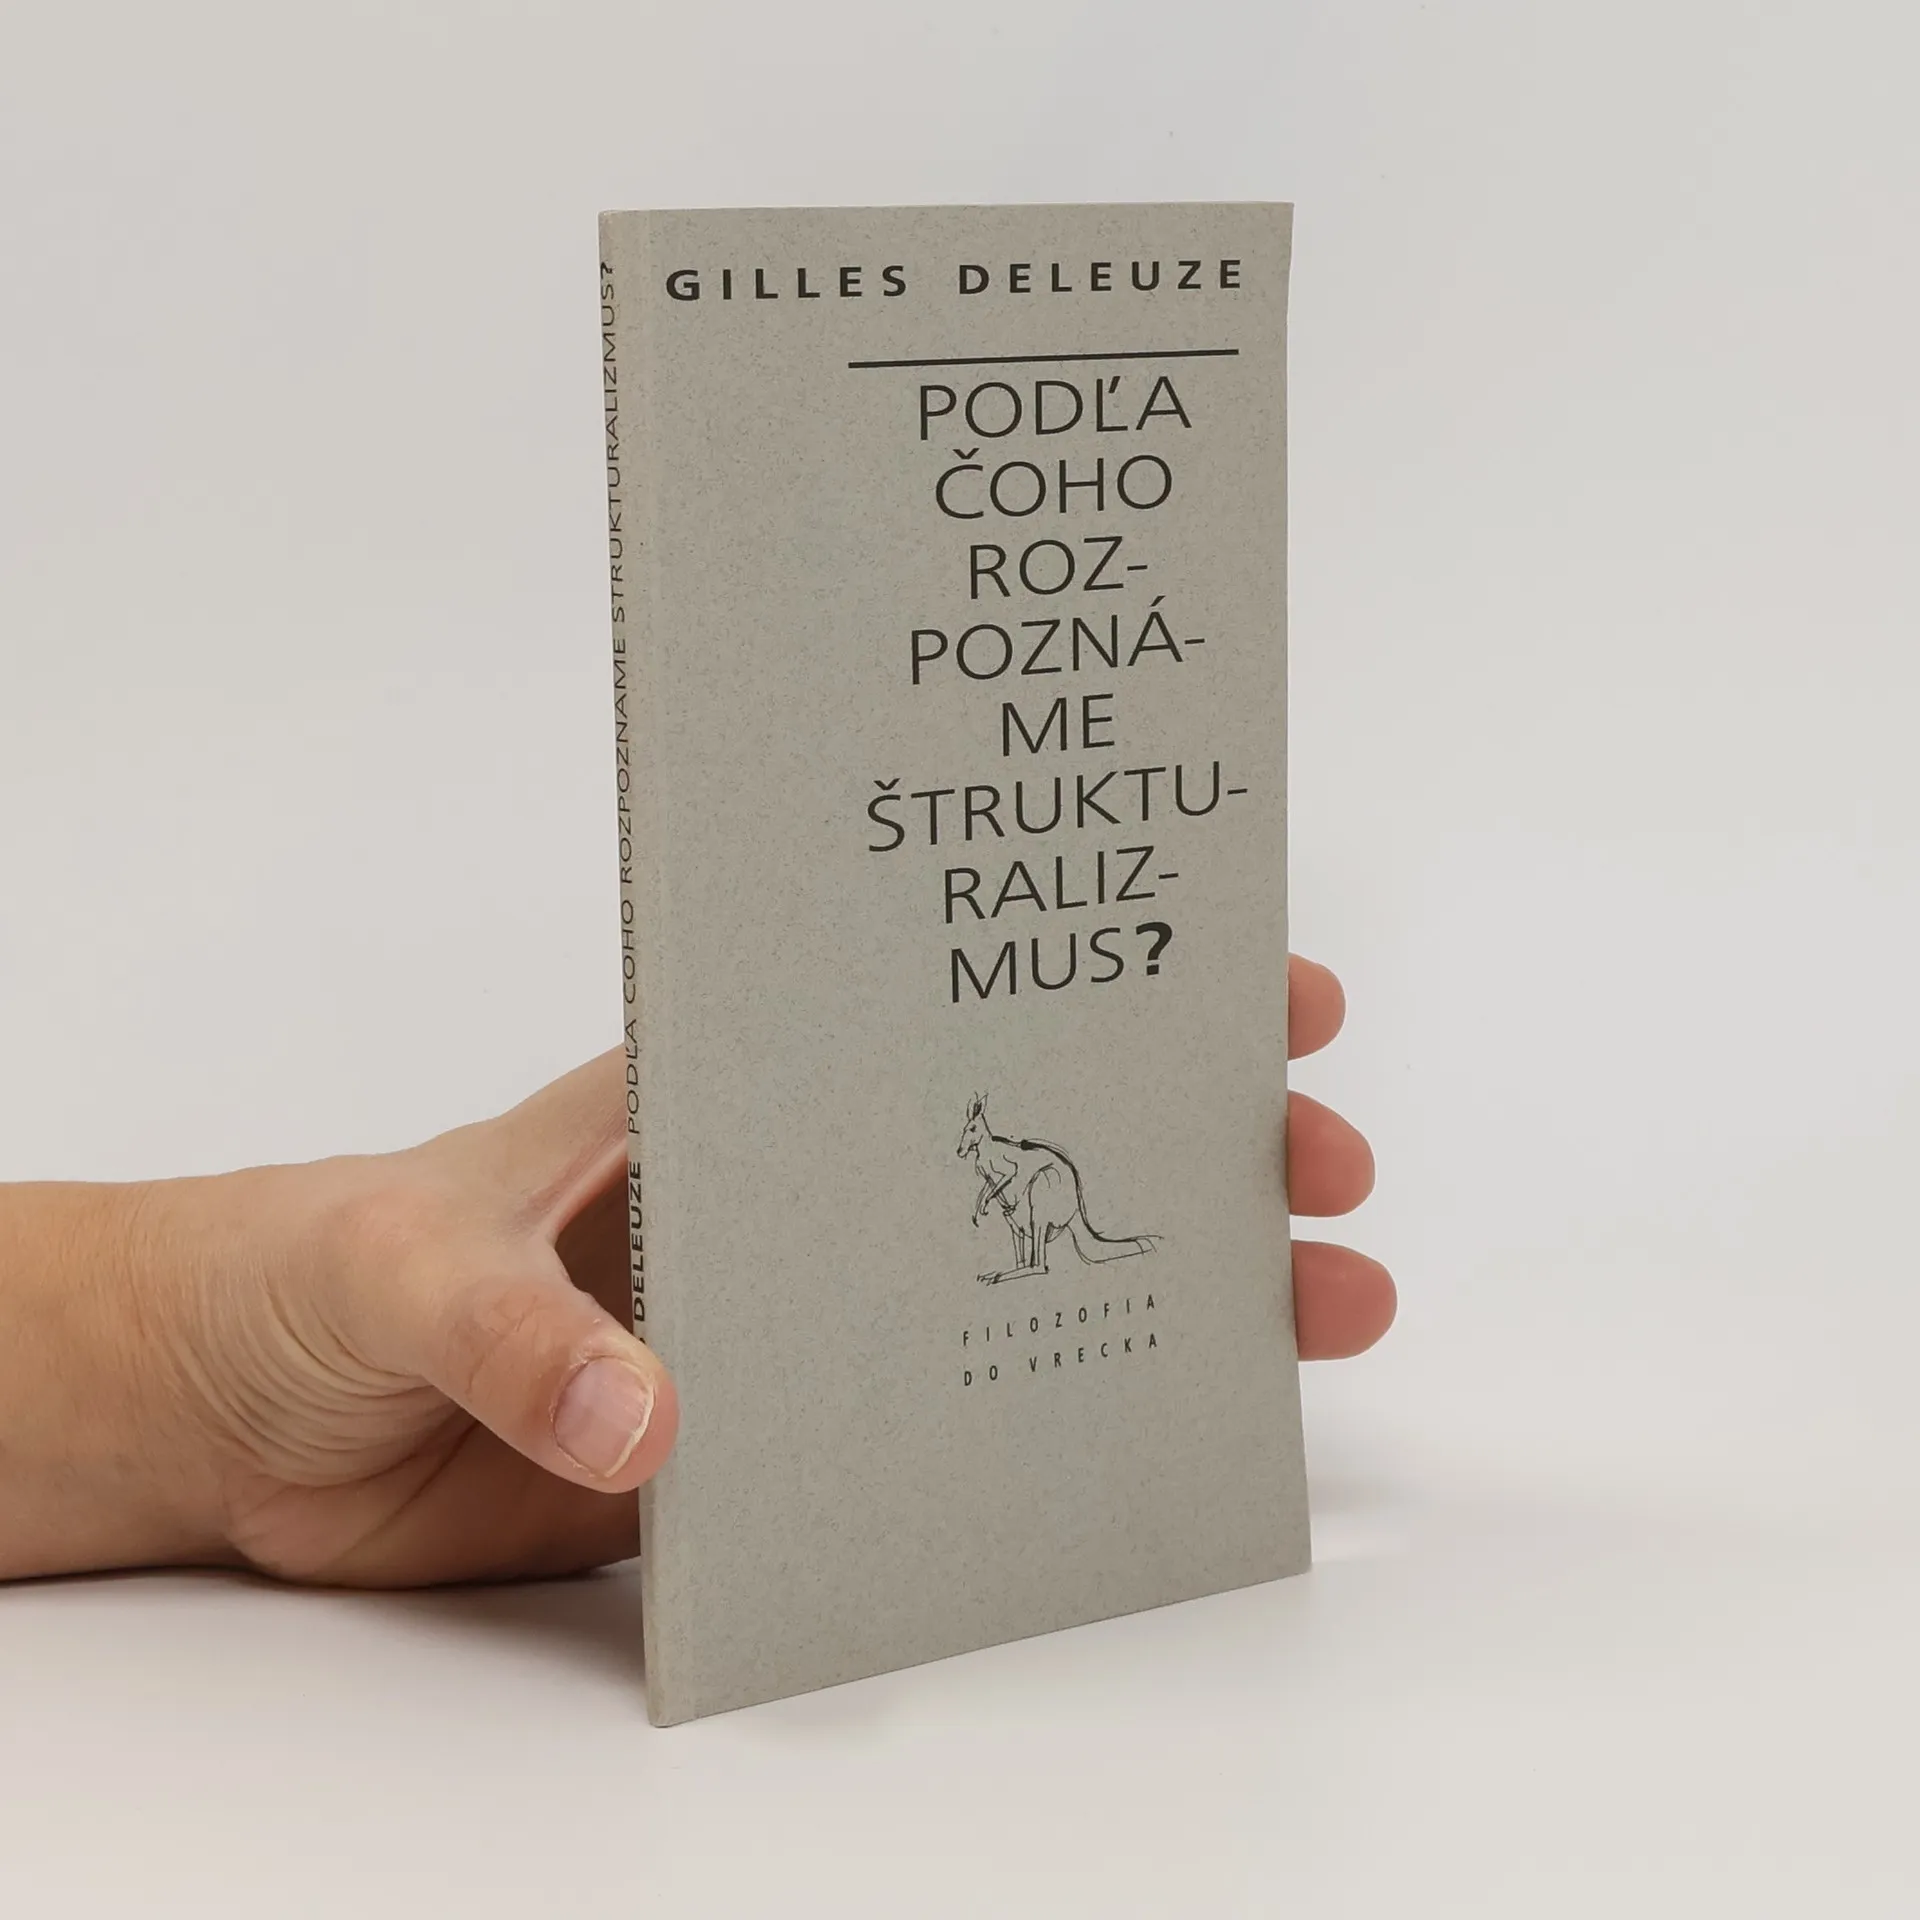 GILLES DELEUZE
PODĽA
ČOHO
ROZ-
POZNÁ-
ME
ŠTRUKTU-
RALIZ-
MUS?
FILOZOFIA
DO VRECKA
DELEUZE PODĽA ČOHO ROZPOZNÁME ŠTRUKTURALIZMUS?